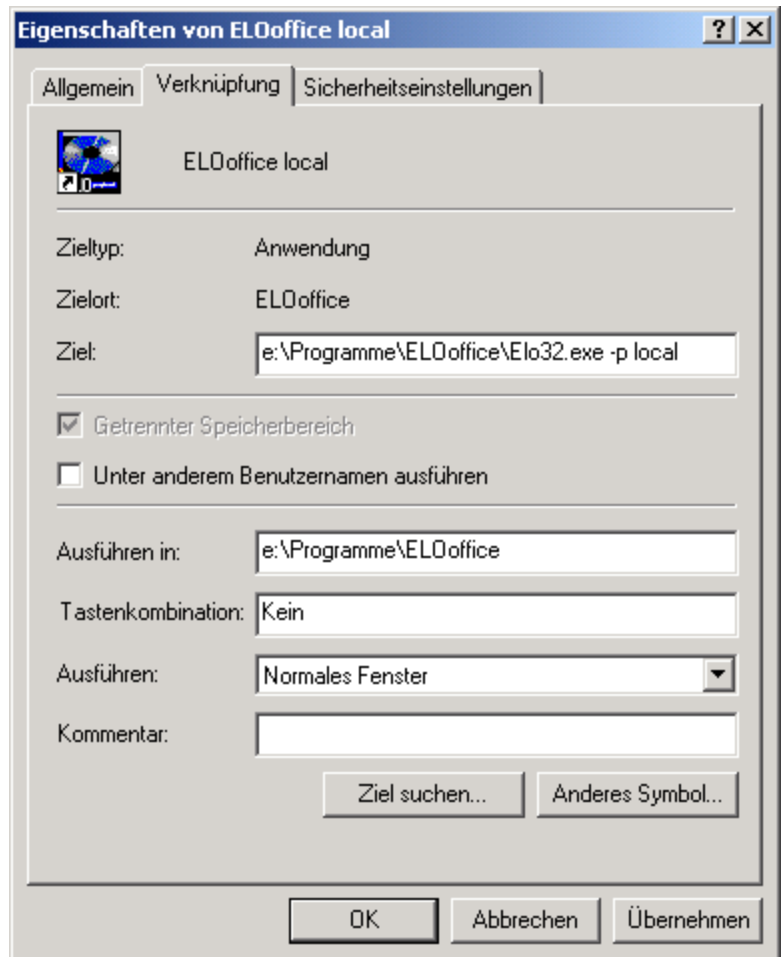 Eigenschaften von ELOoffice local
Allgemein Verknüpfung Sicherheitseinstellungen
ELOoffice local
Zieltyp: Anwendung
Zielort: ELOoffice
Ziel: e:\Programme\ELOoffice\Elo32.exe -p local
Getrennter Speicherbereich
Unter anderem Benutzernamen ausführen
Ausführen in: e:\Programme\ELOoffice
Tastenkombination: Kein
Ausführen: Normales Fenster
Kommentar:
Ziel suchen... Anderes Symbol...
OK Abbrechen Übernehmen